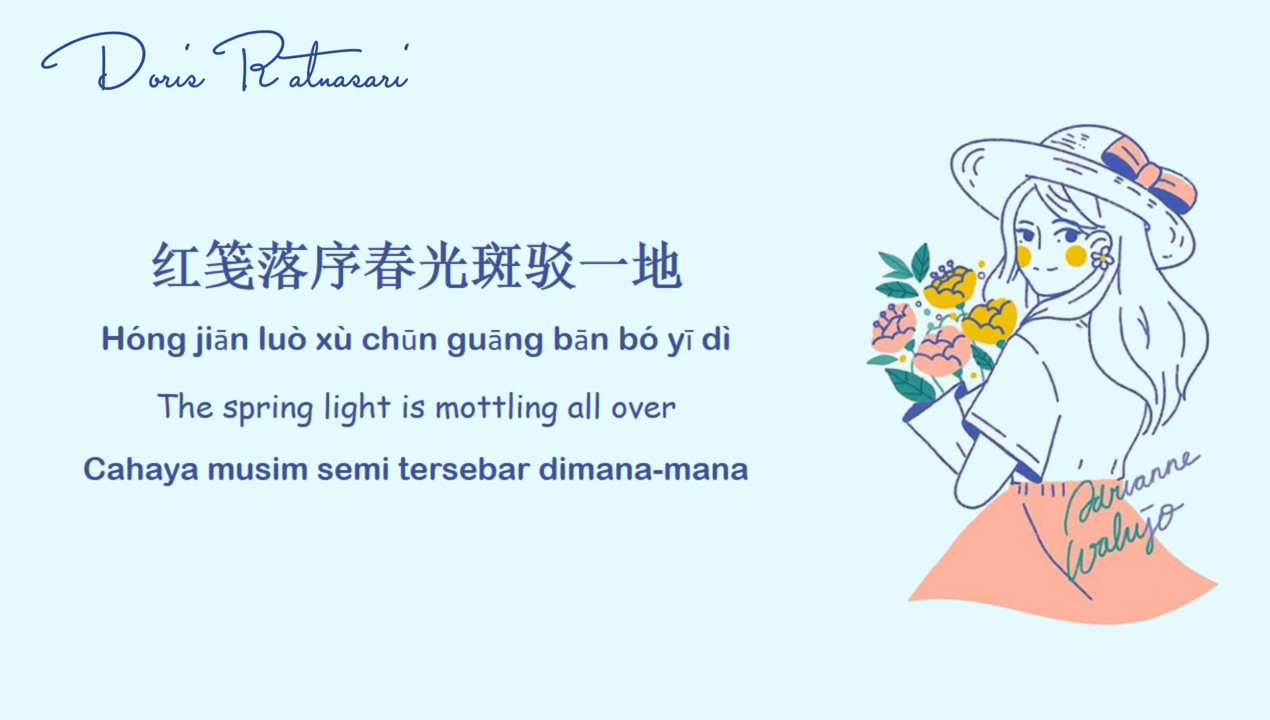 Doris Ratnasari
红笺落序春光斑驳一地
Hóng jiān luò xù chūn guāng bān bó yī dì
The spring light is mottling all over
Cahaya musim semi tersebar dimana-mana
Adrianne
Walujo